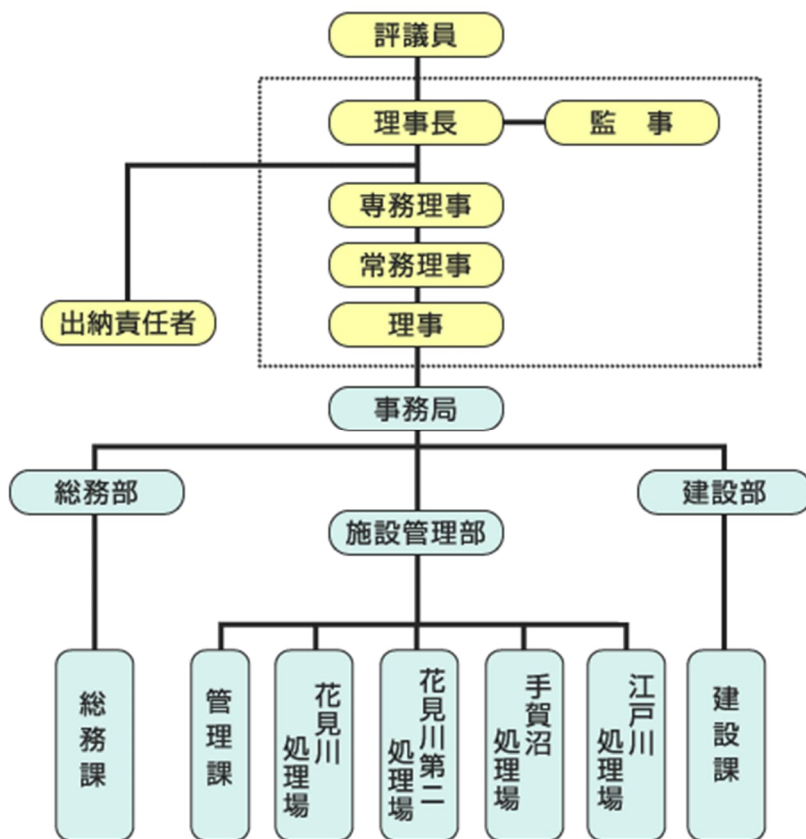 評議員
理事長
監　事
専務理事
常務理事
出納責任者
理事
事務局
総務部
建設部
施設管理部
総務課
管理課
花見川
処理場
花見川第二
処理場
手賀沼
処理場
江戸川
処理場
建設課